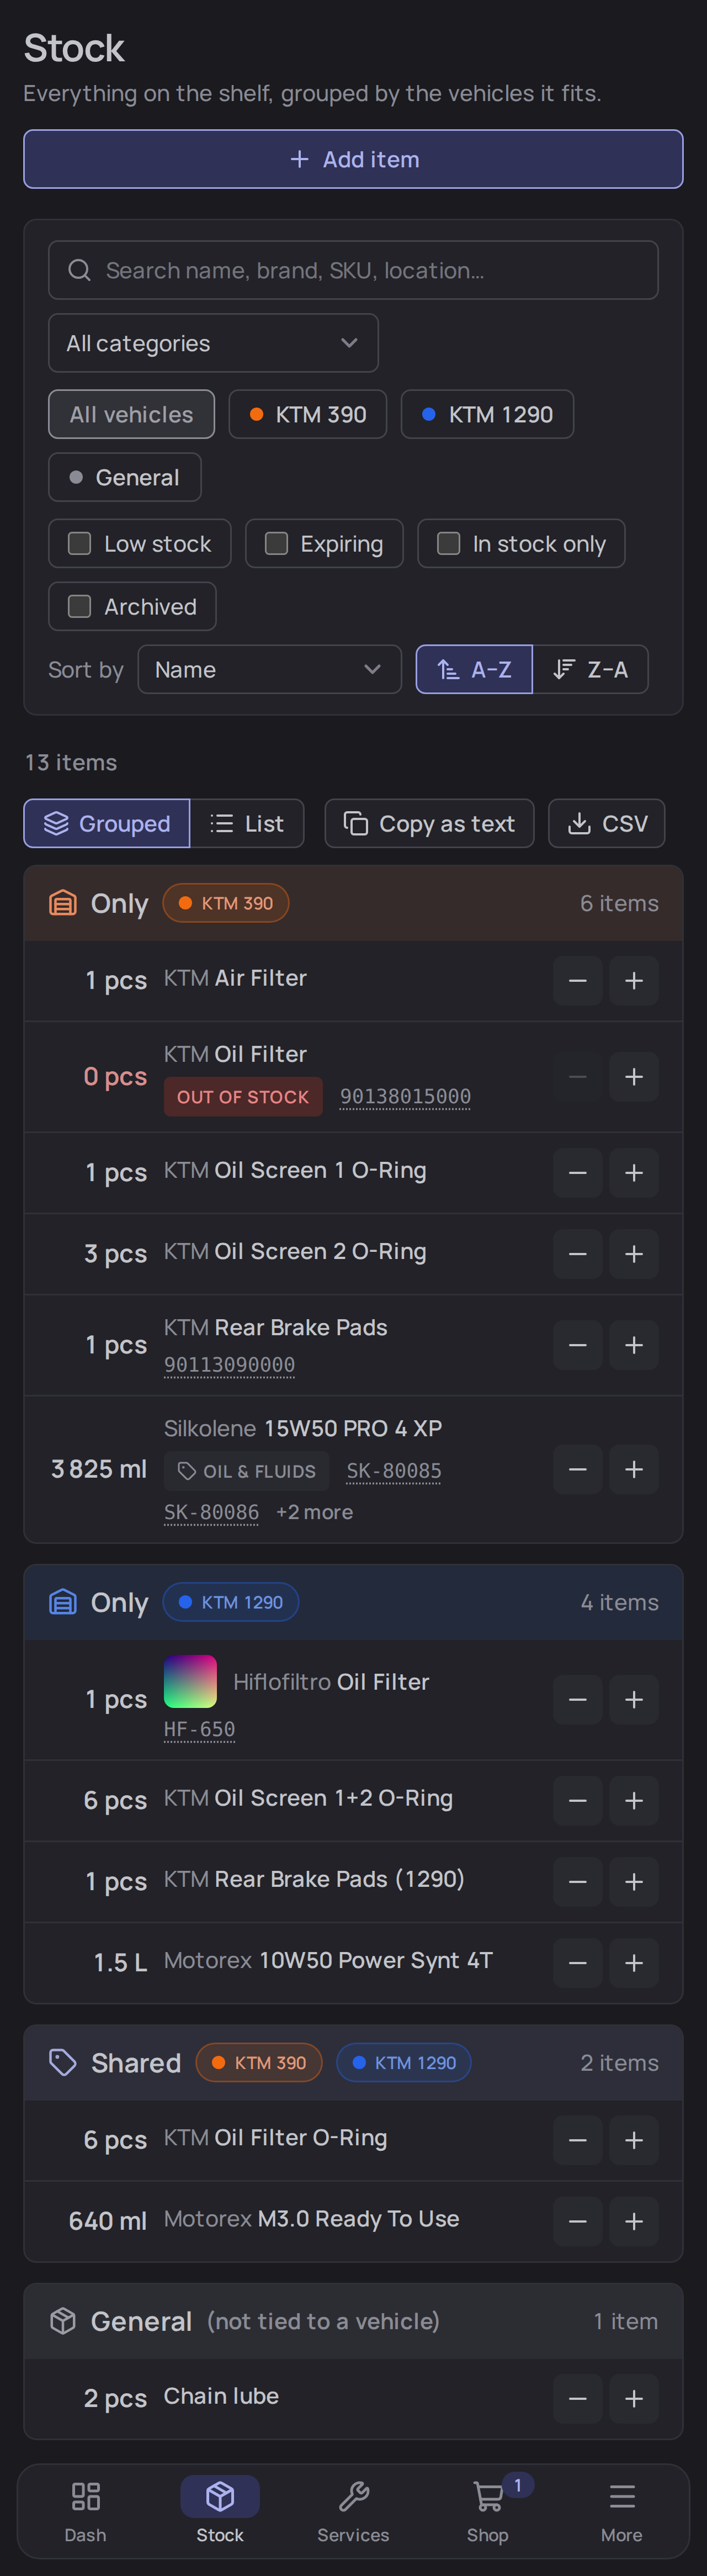 Stock
Everything on the shelf, grouped by the vehicles it fits.
Add item
Search name, brand, SKU, location…
All categories
All vehicles KTM 390 KTM 1290
General
Low stock Expiring In stock only
Archived
Sort by Name A–Z Z–A
13 items
Grouped List Copy as text CSV
Only KTM 390 6 items
1 pcs KTM Air Filter
KTM Oil Filter
0 pcs
OUT OF STOCK 90138015000
1 pcs KTM Oil Screen 1 O-Ring
3 pcs KTM Oil Screen 2 O-Ring
KTM Rear Brake Pads
1 pcs
90113090000
Silkolene 15W50 PRO 4 XP
3 825 ml OIL & FLUIDS SK-80085
SK-80086 +2 more
Only KTM 1290 4 items
Hiflofiltro Oil Filter
1 pcs
HF-650
6 pcs KTM Oil Screen 1+2 O-Ring
1 pcs KTM Rear Brake Pads (1290)
1.5 L Motorex 10W50 Power Synt 4T
Shared KTM 390 KTM 1290 2 items
6 pcs KTM Oil Filter O-Ring
640 ml Motorex M3.0 Ready To Use
General (not tied to a vehicle) 1 item
2 pcs Chain lube
1
Dash Stock Services Shop More